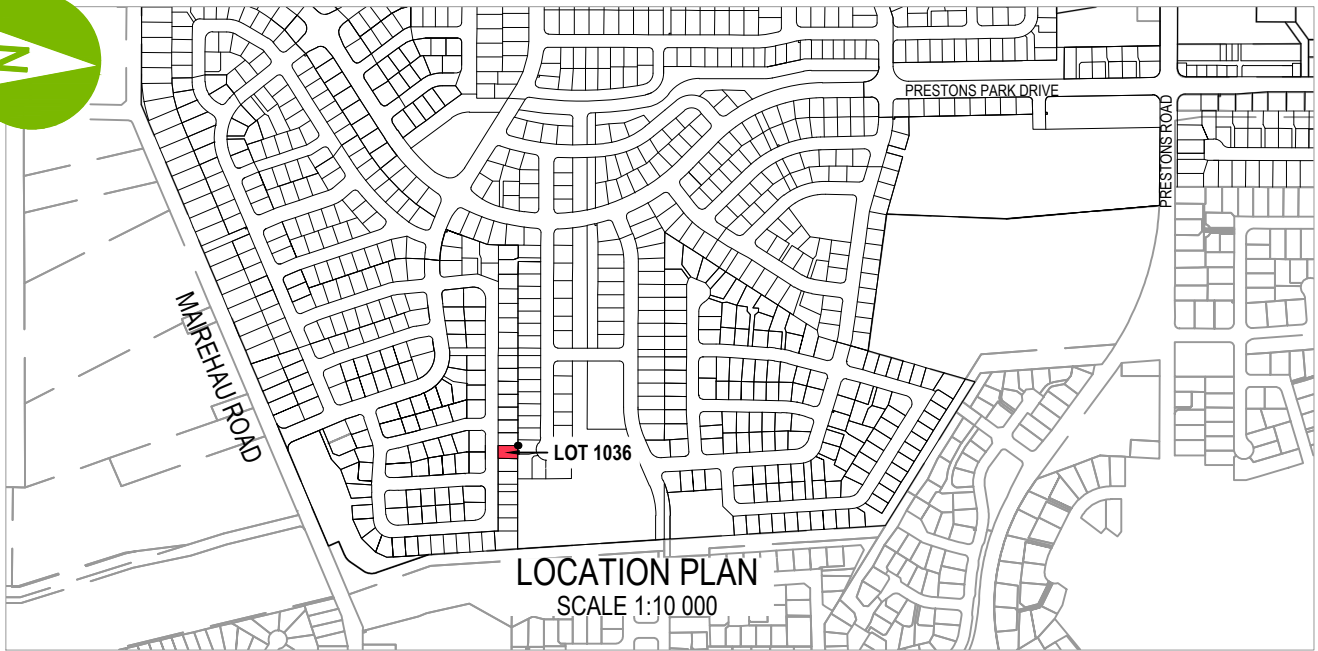 N
PRESTONS PARK DRIVE
PRESTONS ROAD
MAIREHAU ROAD
LOT 1036
LOCATION PLAN
SCALE 1:10 000